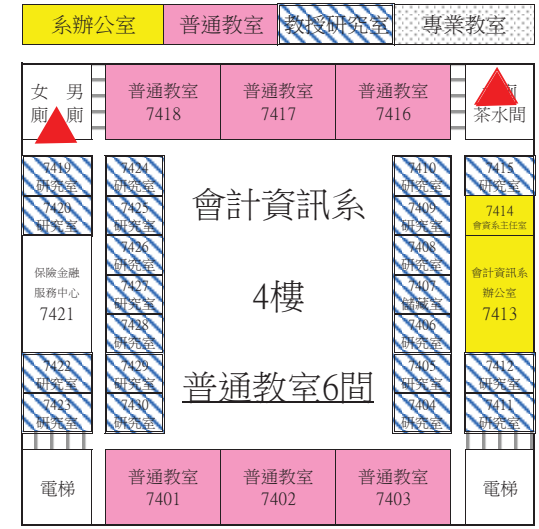 系辦公室
普通教室
教授研究室
專業教室
女 男
廁 廁
普通教室
7418
普通教室
7417
普通教室
7416
茶水間
7419
研究室
7420
研究室
保險金融
服務中心
7421
7422
研究室
7423
研究室
7424
研究室
7425
研究室
7426
研究室
7427
研究室
7428
研究室
7429
研究室
7430
研究室
會計資訊系
4樓
普通教室6間
7410
研究室
7409
研究室
7408
研究室
7407
儲藏室
7406
研究室
7405
研究室
7404
研究室
7415
研究室
7414
會資系主任室
會計資訊系
辦公室
7413
7412
研究室
7411
研究室
電梯
普通教室
7401
普通教室
7402
普通教室
7403
電梯